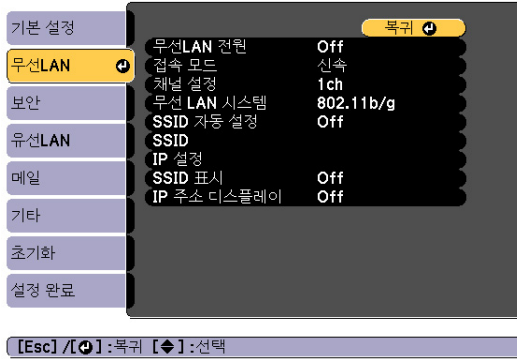 기본 설정
무선LAN
보안
유선LAN
메일
기타
초기화
설정 완료
복귀
무선LAN 전원 Off
접속 모드 신속
채널 설정 1ch
무선 LAN 시스템 802.11b/g
SSID 자동 설정 Off
SSID
IP 설정
SSID 표시 Off
IP 주소 디스플레이 Off
[Esc] /[ ] :복귀 [ ] :선택